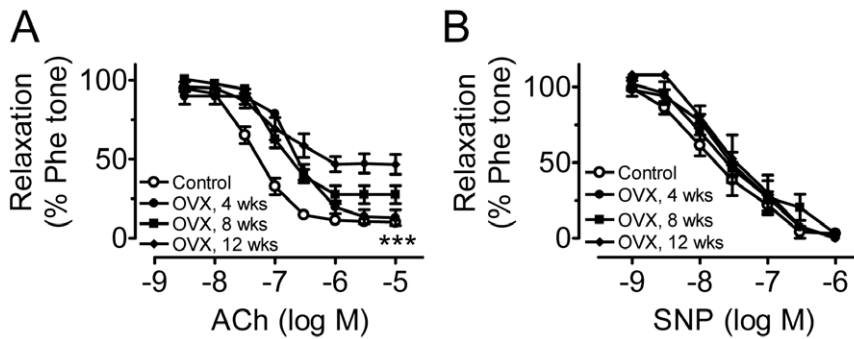 A
Relaxation
(% Phe tone)
100
50
0
Control
OVX, 4 wks
OVX, 8 wks
OVX, 12 wks
***
-9
-8
-7
-6
-5
ACh (log M)
B
Relaxation
(% Phe tone)
100
50
0
Control
OVX, 4 wks
OVX, 8 wks
OVX, 12 wks
-9
-8
-7
-6
SNP (log M)